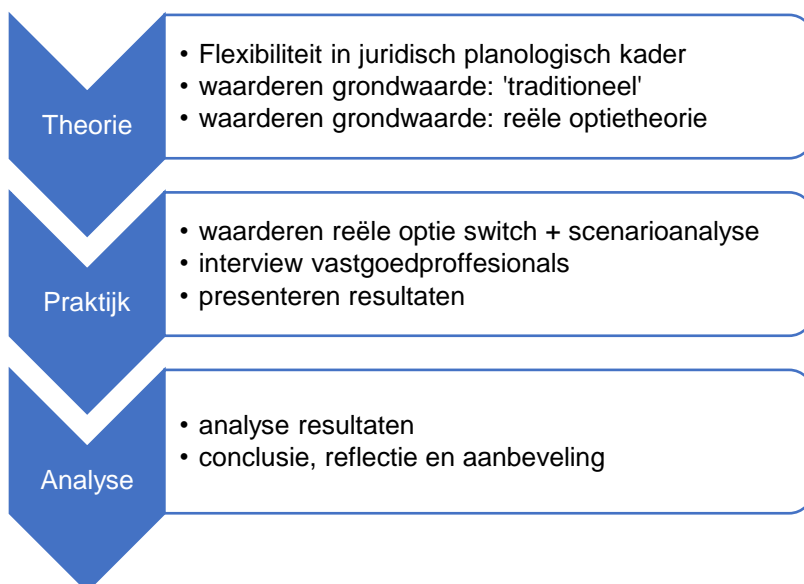 Theorie
• Flexibiliteit in juridisch planologisch kader
• waarderen grondwaarde: 'traditioneel'
• waarderen grondwaarde: reële optietheorie
Praktijk
• waarderen reële optie switch + scenarioanalyse
• interview vastgoedproffesionals
• presenteren resultaten
Analyse
• analyse resultaten
• conclusie, reflectie en aanbeveling